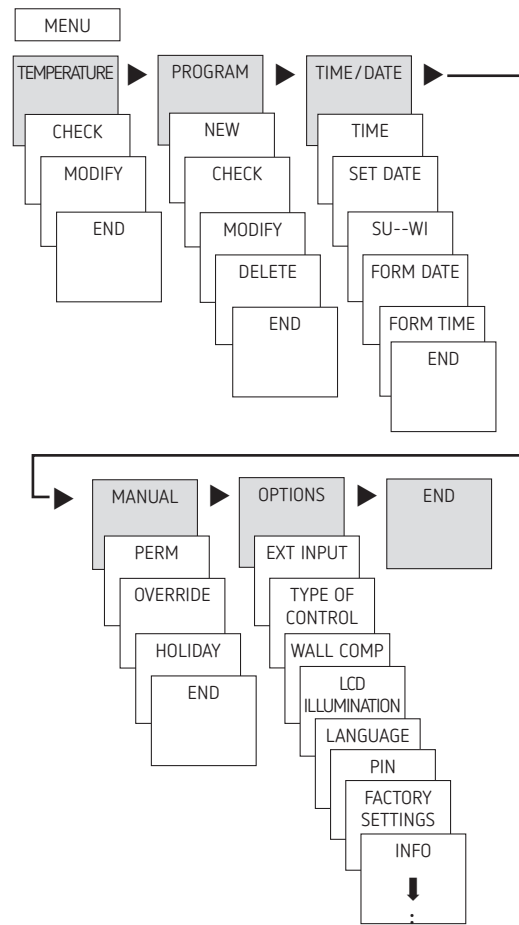 MENU
TEMPERATURE
CHECK
MODIFY
END
PROGRAM
NEW
CHECK
MODIFY
DELETE
END
TIME/DATE
TIME
SET DATE
SU--WI
FORM DATE
FORM TIME
END
MANUAL
PERM
OVERRIDE
HOLIDAY
END
OPTIONS
EXT INPUT
TYPE OF
CONTROL
WALL COMP
LCD
ILLUMINATION
LANGUAGE
PIN
FACTORY
SETTINGS
INFO
:
END